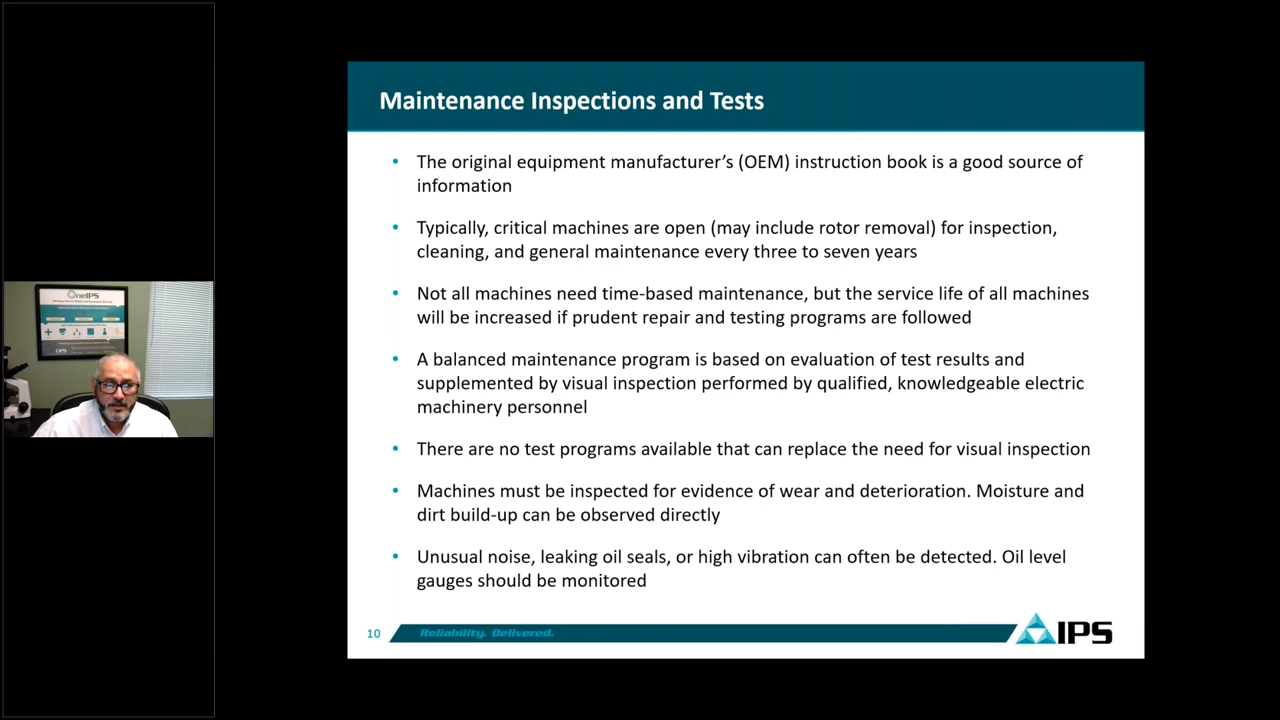 OneIPS
IPS
Maintenance Inspections and Tests
• The original equipment manufacturer’s (OEM) instruction book is a good source of
information
• Typically, critical machines are open (may include rotor removal) for inspection,
cleaning, and general maintenance every three to seven years
• Not all machines need time-based maintenance, but the service life of all machines
will be increased if prudent repair and testing programs are followed
• A balanced maintenance program is based on evaluation of test results and
supplemented by visual inspection performed by qualified, knowledgeable electric
machinery personnel
• There are no test programs available that can replace the need for visual inspection
• Machines must be inspected for evidence of wear and deterioration. Moisture and
dirt build-up can be observed directly
• Unusual noise, leaking oil seals, or high vibration can often be detected. Oil level
gauges should be monitored
10
Reliability. Delivered.
IPS